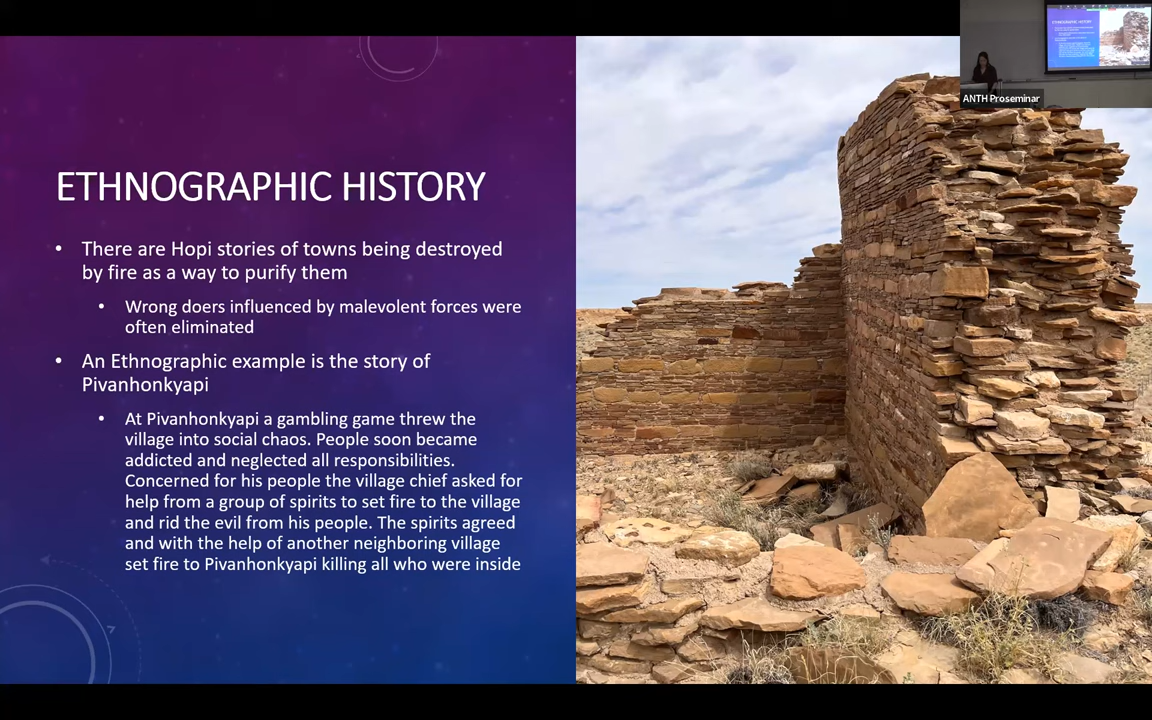 ETHNOGRAPHIC HISTORY
• There are Hopi stories of towns being destroyed
by fire as a way to purify them
• Wrong doers influenced by malevolent forces were
often eliminated
• An Ethnographic example is the story of
Pivanhonkyapi
• At Pivanhonkyapi a gambling game threw the
village into social chaos. People soon became
addicted and neglected all responsibilities.
Concerned for his people the village chief asked for
help from a group of spirits to set fire to the village
and rid the evil from his people. The spirits agreed
and with the help of another neighboring village
set fire to Pivanhonkyapi killing all who were inside
ETHNOGRAPHIC HISTORY
ANTH Proseminar